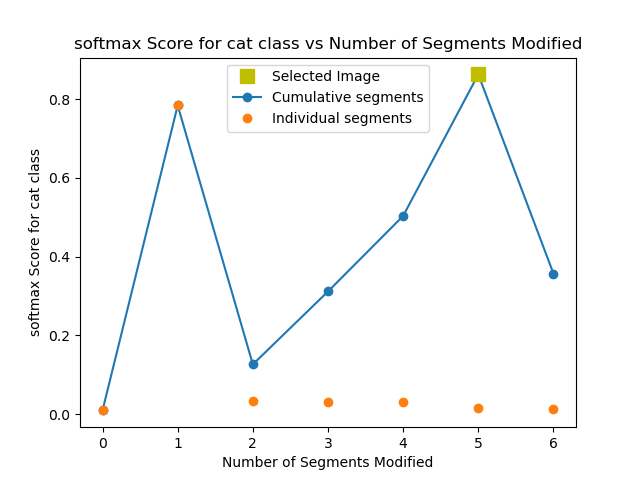 softmax Score for cat class vs Number of Segments Modified
Selected Image
Cumulative segments
Individual segments
softmax Score for cat class
0.8
0.6
0.4
0.2
0.0
0 1 2 3 4 5 6
Number of Segments Modified